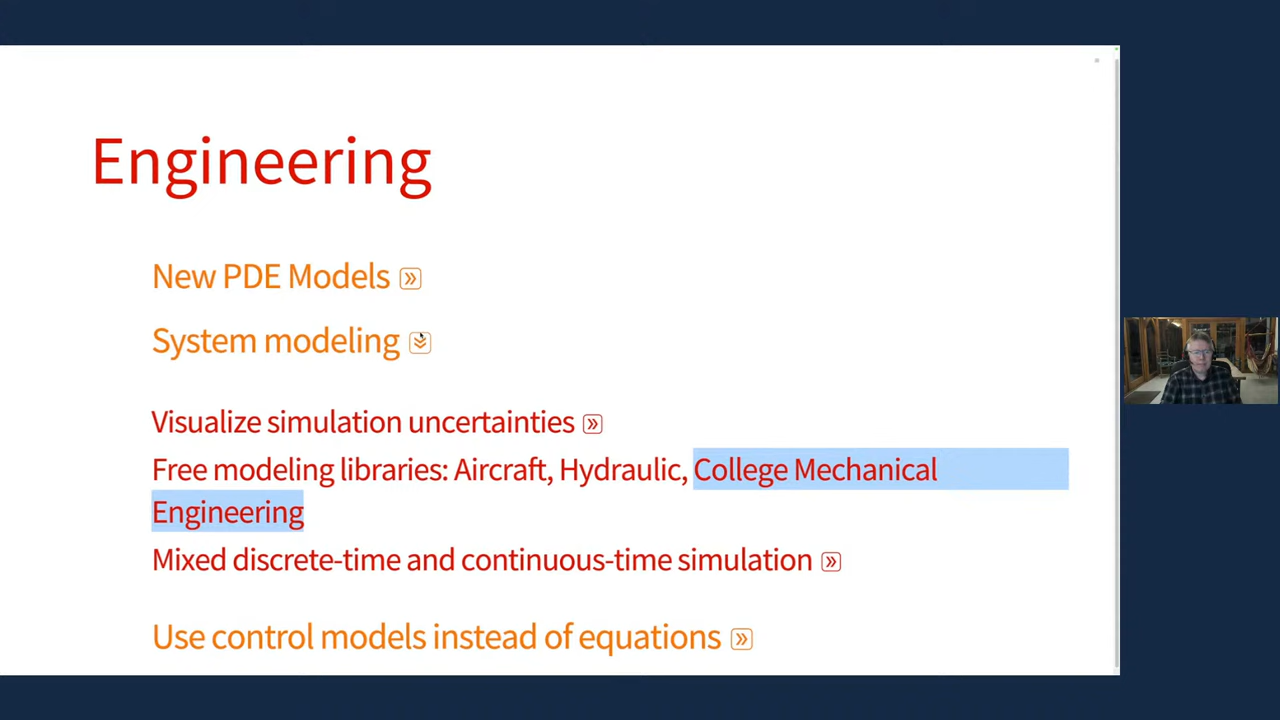 Engineering
New PDE Models
System modeling
Visualize simulation uncertainties
Free modeling libraries: Aircraft, Hydraulic, College Mechanical
Engineering
Mixed discrete-time and continuous-time simulation
Use control models instead of equations